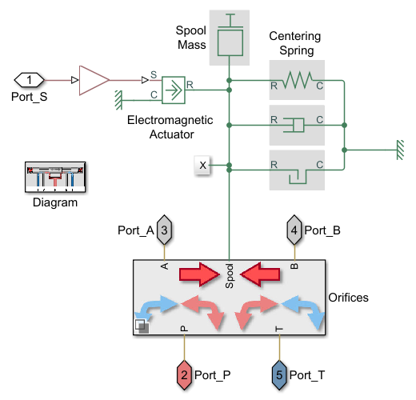 Spool
Mass
Centering
Spring
1
Port_S
S
C
R
Electromagnetic
Actuator
R
C
R
C
R
C
X
Diagram
Port_A
3
4
Port_B
A
Spool
B
Orifices
P
T
2
Port_P
5
Port_T